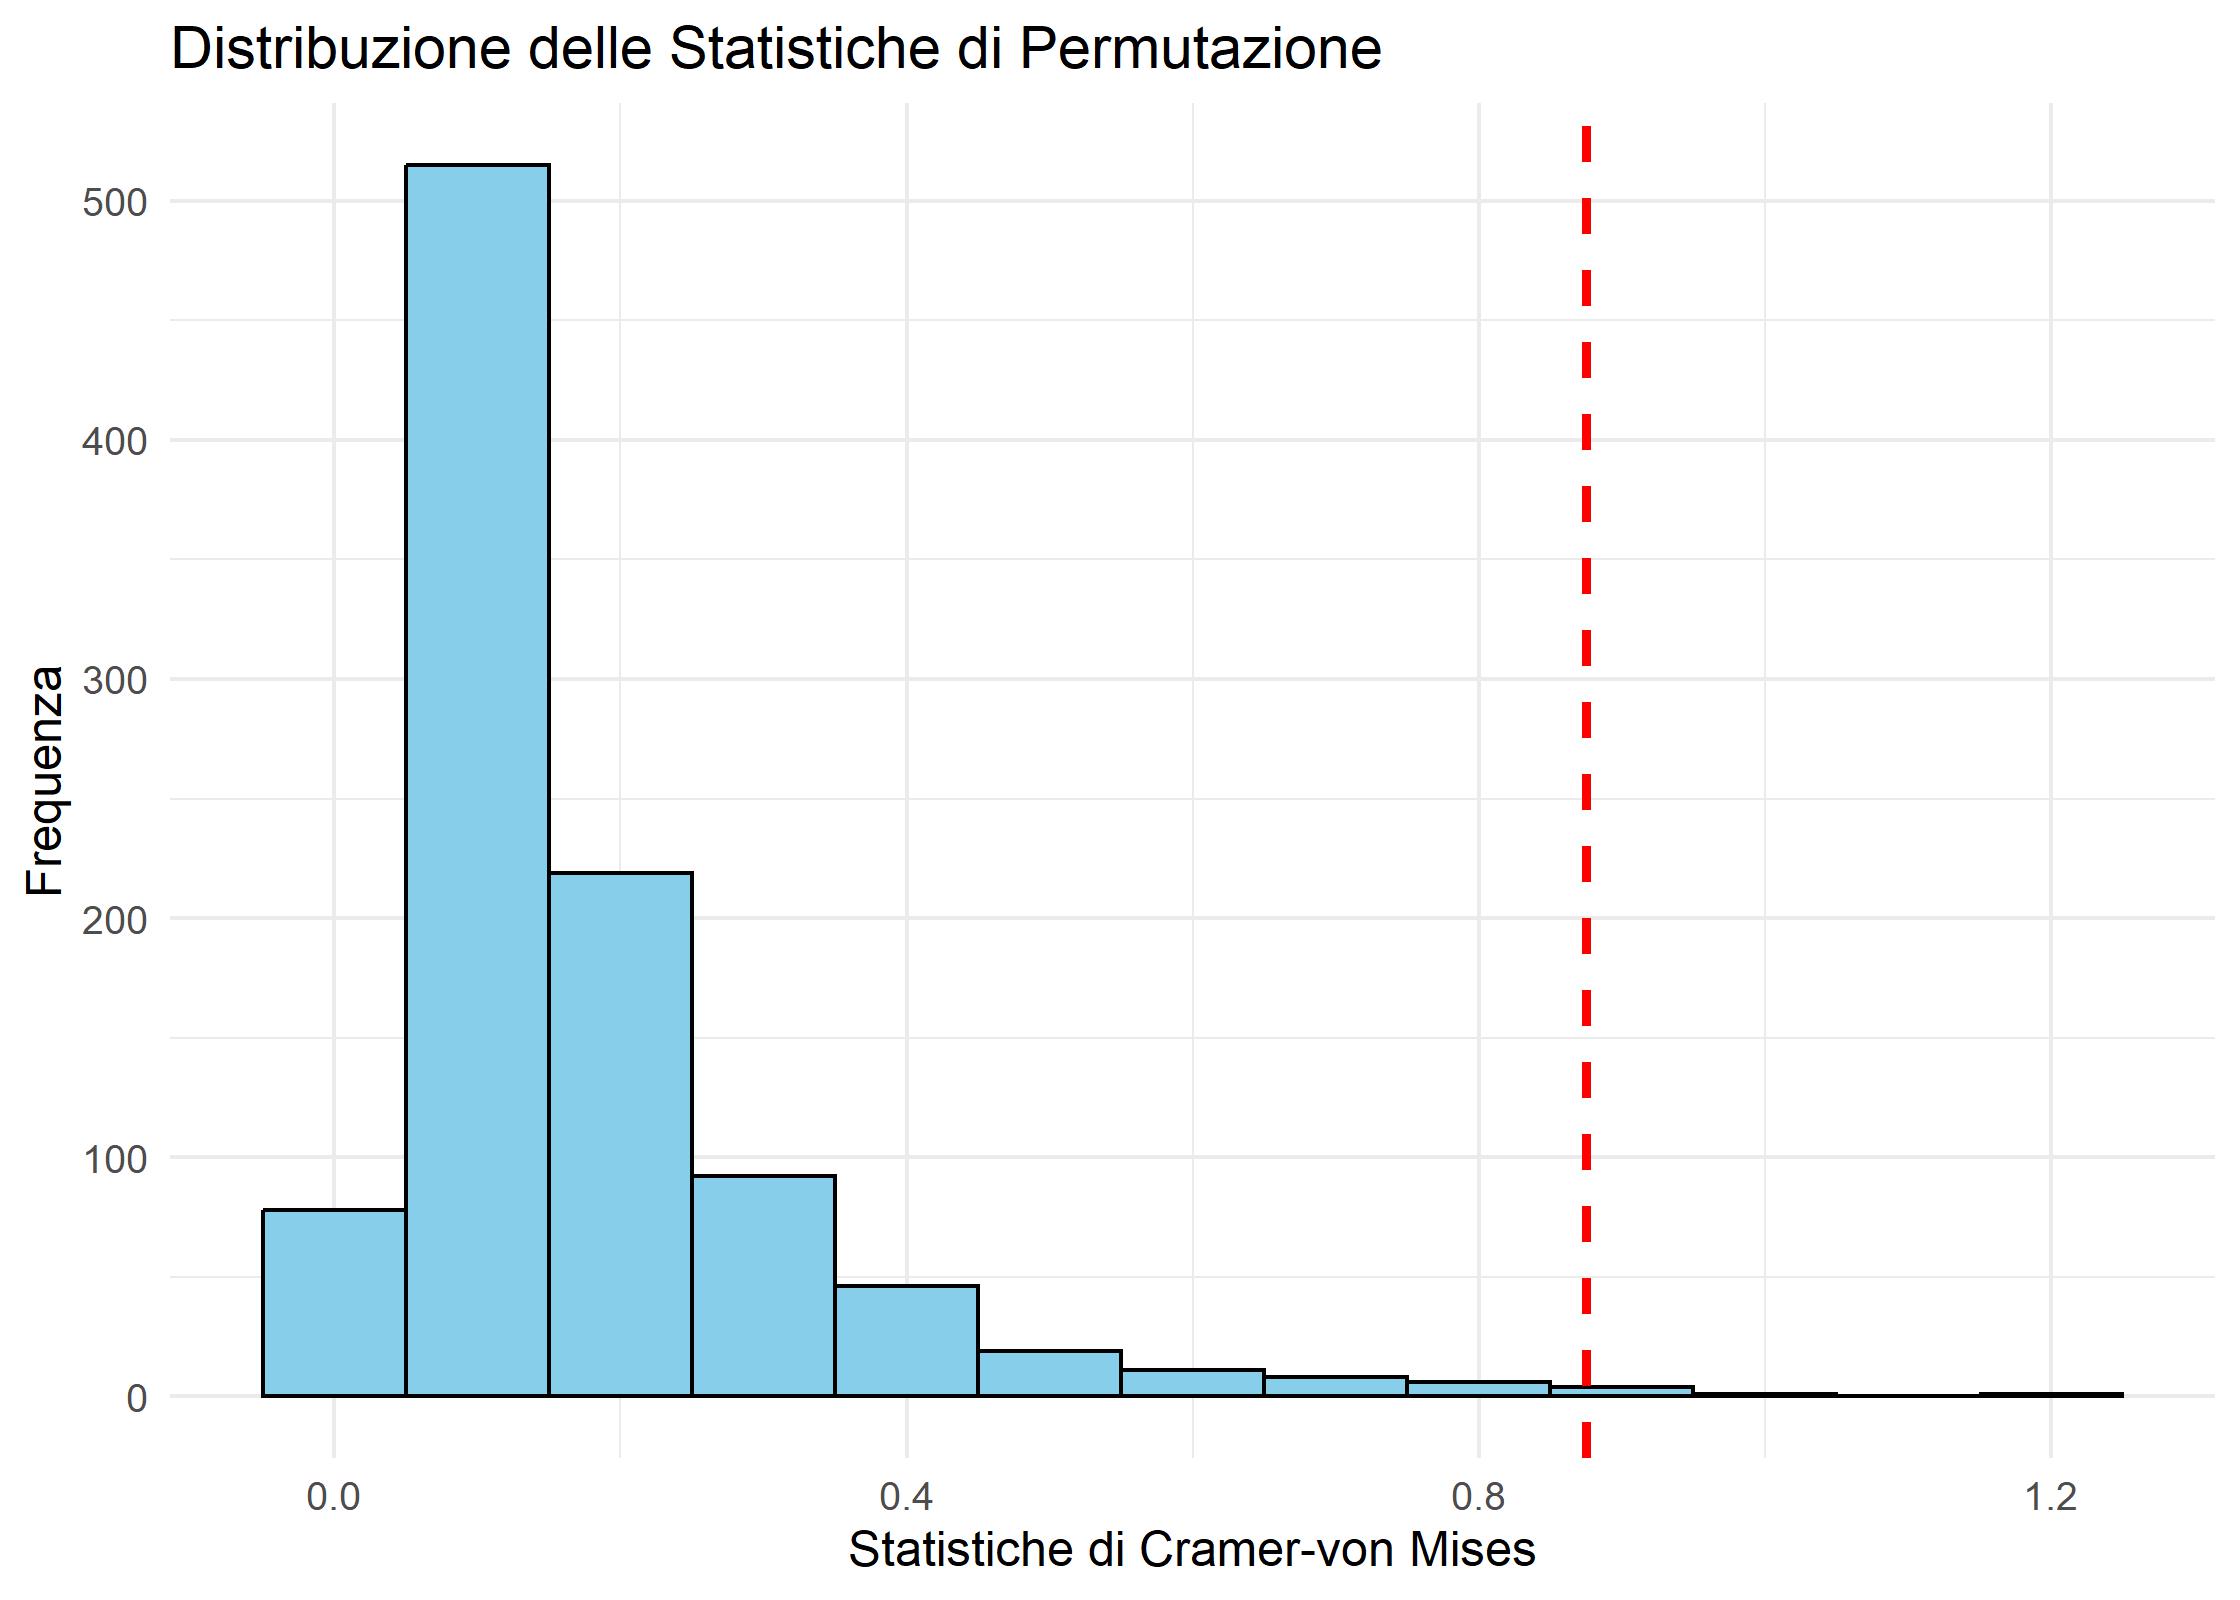 Distribuzione delle Statistiche di Permutazione
Frequenza
500
400
300
200
100
0
0.0 0.4 0.8 1.2
Statistiche di Cramer-von Mises